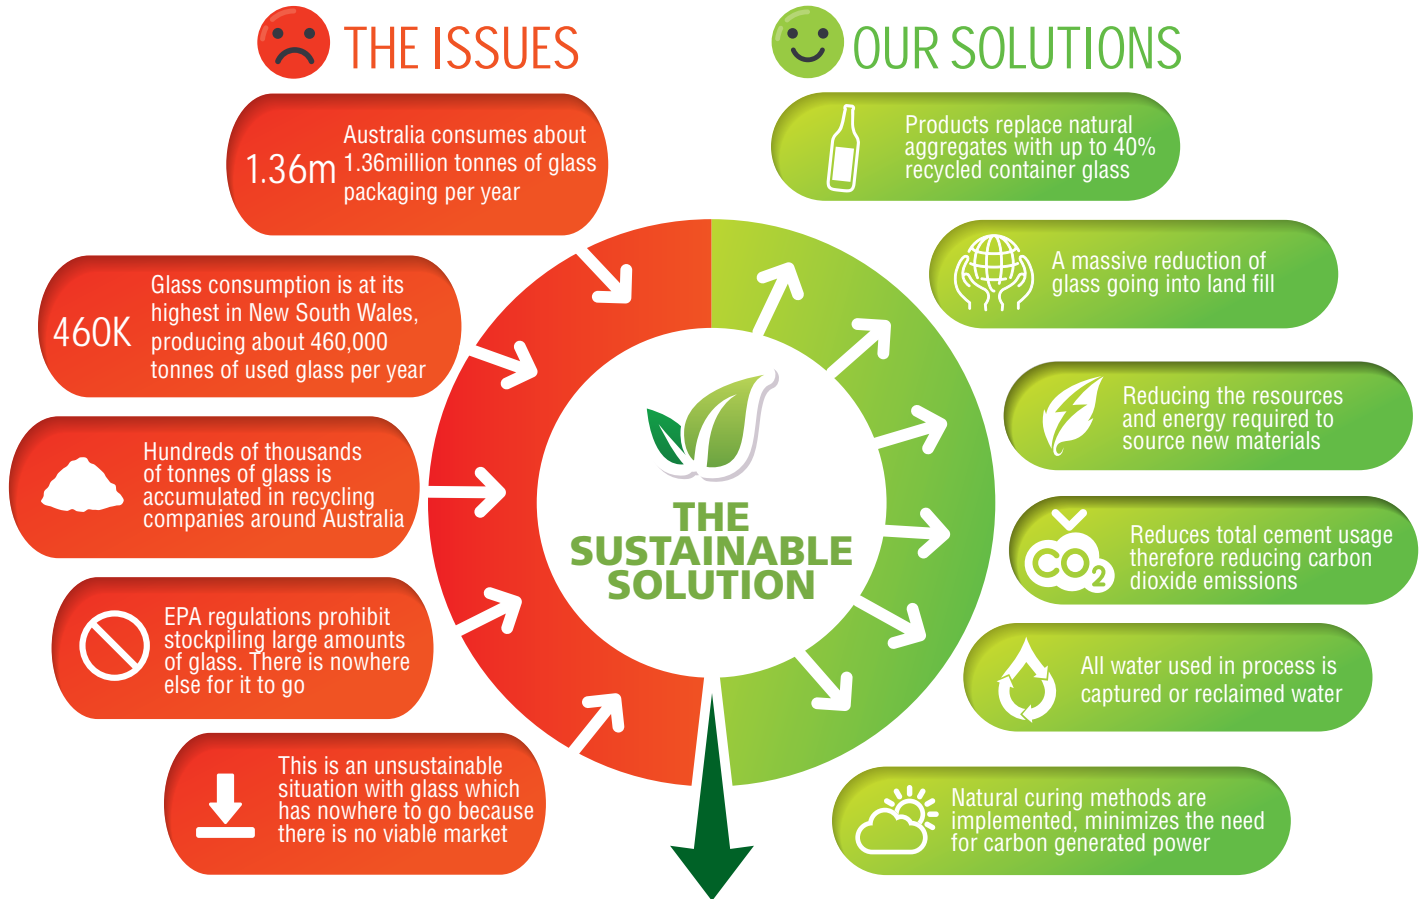 THE ISSUES
1.36m
Australia consumes about
1.36million tonnes of glass
packaging per year
460K
Glass consumption is at its
highest in New South Wales,
producing about 460,000
tonnes of used glass per year
Hundreds of thousands
of tonnes of glass is
accumulated in recycling
companies around Australia
EPA regulations prohibit
stockpiling large amounts
of glass. There is nowhere
else for it to go
This is an unsustainable
situation with glass which
has nowhere to go because
there is no viable market
THE
SUSTAINABLE
SOLUTION
OUR SOLUTIONS
Products replace natural
aggregates with up to 40%
recycled container glass
A massive reduction of
glass going into land fill
Reducing the resources
and energy required to
source new materials
CO2
Reduces total cement usage
therefore reducing carbon
dioxide emissions
All water used in process is
captured or reclaimed water
Natural curing methods are
implemented, minimizes the need
for carbon generated power